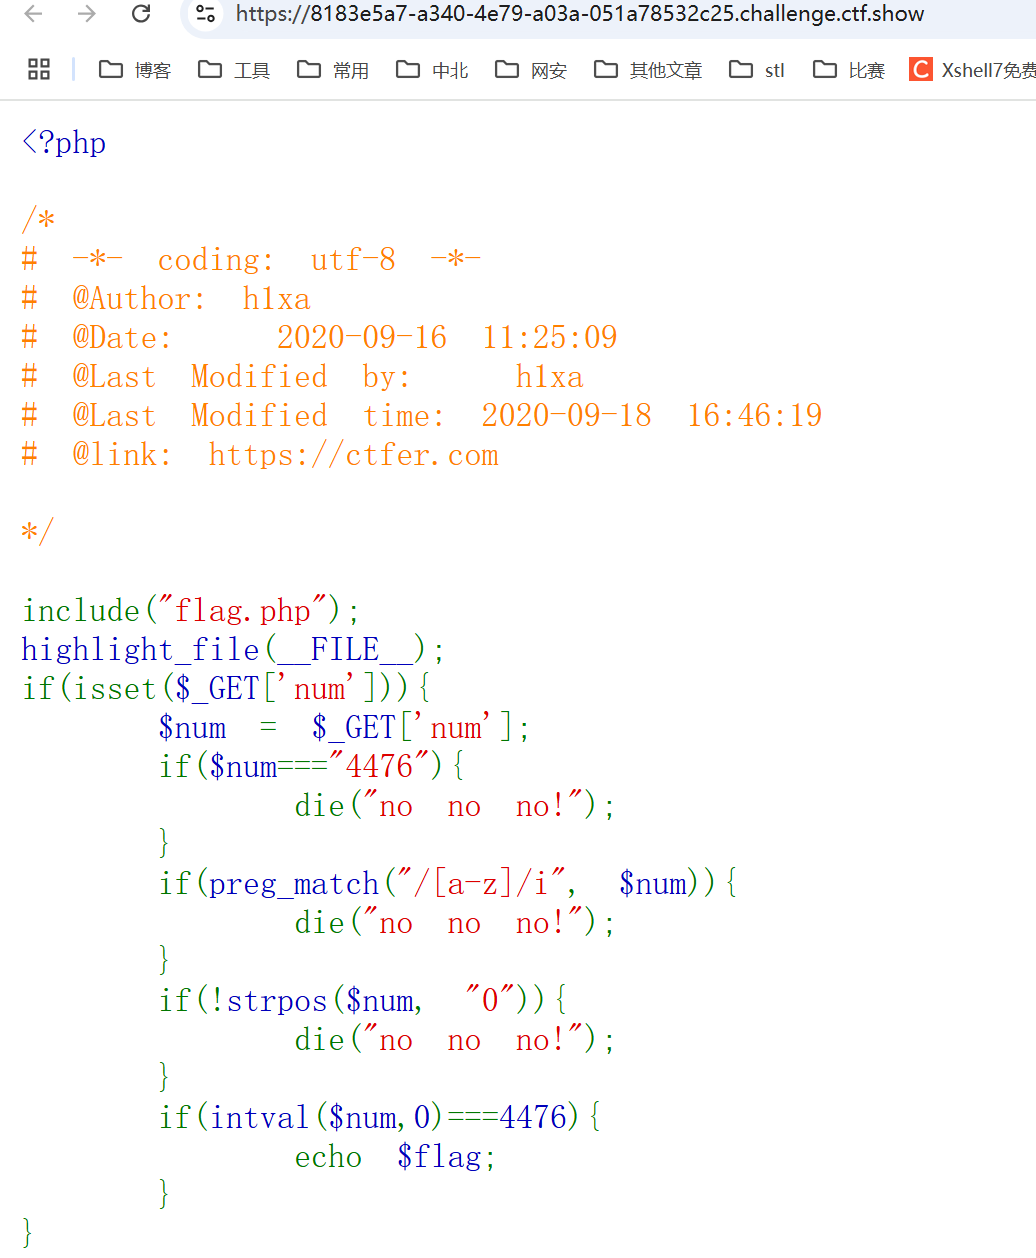 https://8183e5a7-a340-4e79-a03a-051a78532c25.challenge.ctf.show
博客 工具 常用 中北 网安 其他文章 stl 比赛 C Xshell7免费
<?php
/*
# -*- coding: utf-8 -*-
# @Author: h1xa
# @Date:   2020-09-16 11:25:09
# @Last Modified by:   h1xa
# @Last Modified time: 2020-09-18 16:46:19
# @link: https://ctfer.com
*/
include("flag.php");
highlight_file(__FILE__);
if(isset($_GET['num'])){
    $num = $_GET['num'];
    if($num==="4476"){
        die("no no no!");
    }
    if(preg_match("/[a-z]/i", $num)){
        die("no no no!");
    }
    if(!strpos($num, "0")){
        die("no no no!");
    }
    if(intval($num,0)===4476){
        echo $flag;
    }
}